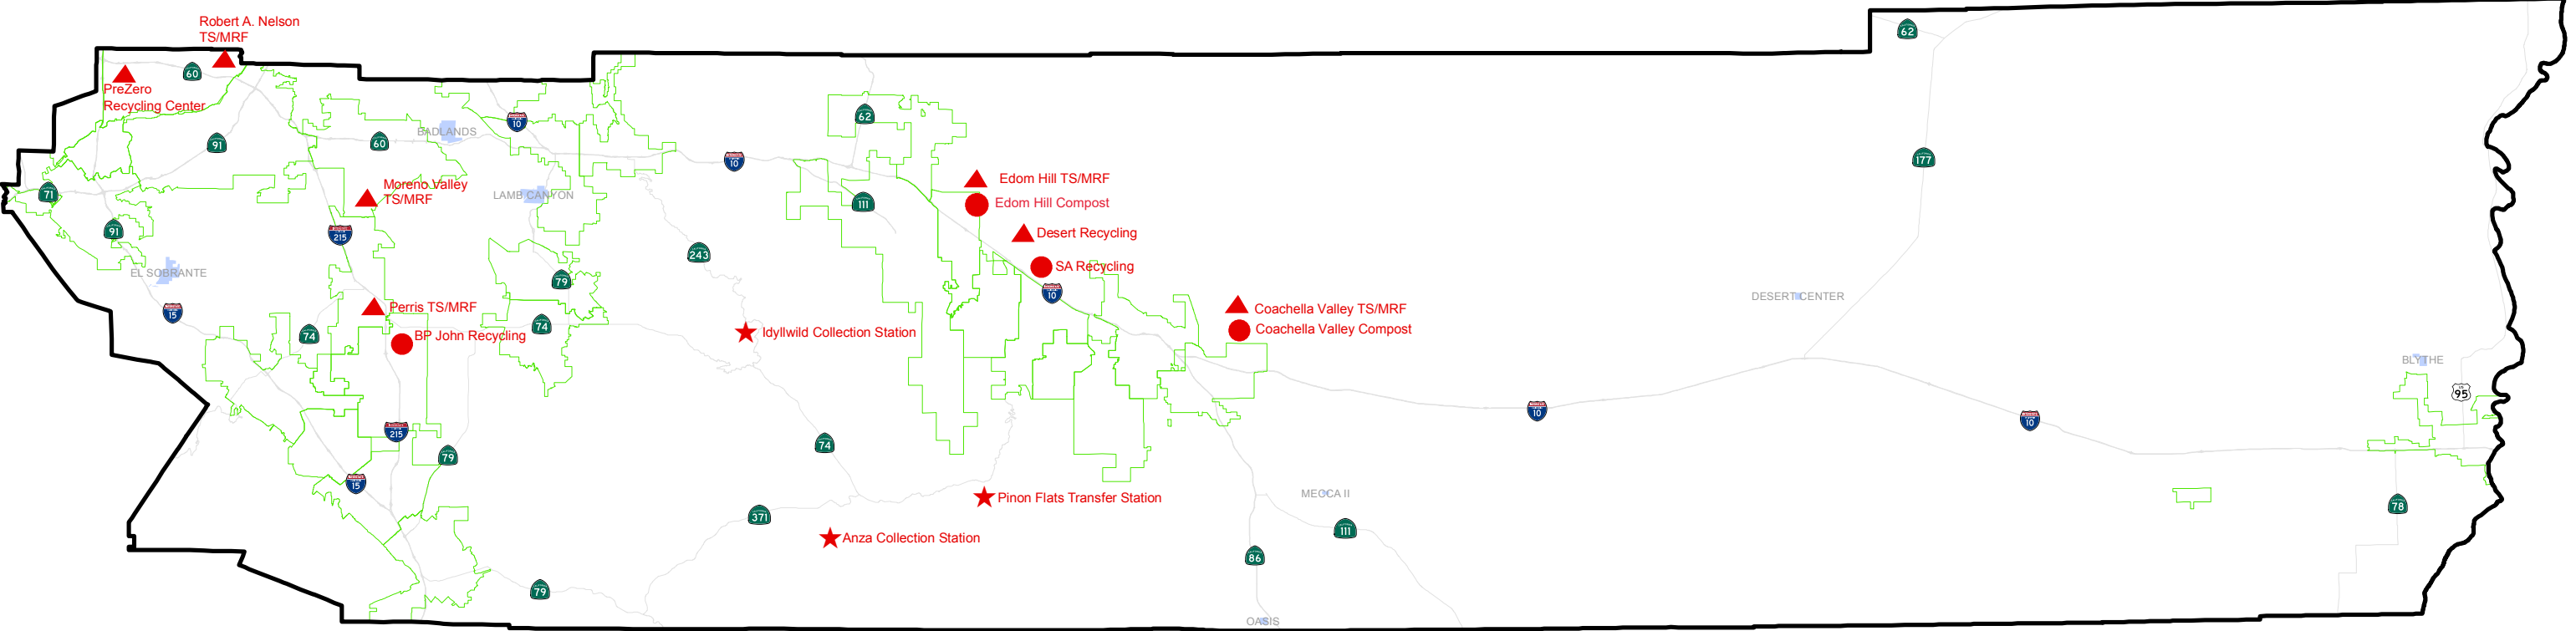 Robert A. Nelson
TS/MRF
62
60
PreZero
Recycling Center
62
10
BADLANDS
91
60
10
177
Moreno Valley
TS/MRF
Edom Hill TS/MRF
71
LAMB CANYON
111
Edom Hill Compost
91
215
Desert Recycling
243
EL SOBRANTE
SA Recycling
79
10
DESERT CENTER
Perris TS/MRF
Coachella Valley TS/MRF
15
74
74
Idyllwild Collection Station
Coachella Valley Compost
BP John Recycling
BLYTHE
95
10
10
215
74
79
15
MECCA II
Pinon Flats Transfer Station
78
371
111
Anza Collection Station
86
79
OASIS